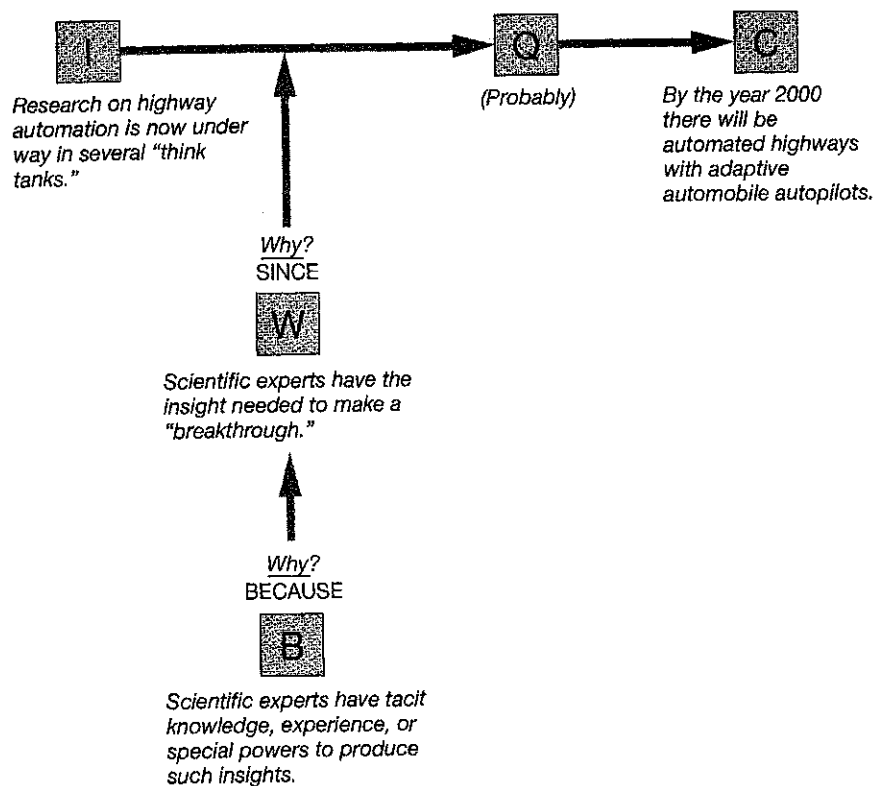 I
Q
C
Research on highway
automation is now under
way in several "think
tanks."
(Probably)
By the year 2000
there will be
automated highways
with adaptive
automobile autopilots.
Why?
SINCE
W
Scientific experts have the
insight needed to make a
"breakthrough."
Why?
BECAUSE
B
Scientific experts have tacit
knowledge, experience, or
special powers to produce
such insights.